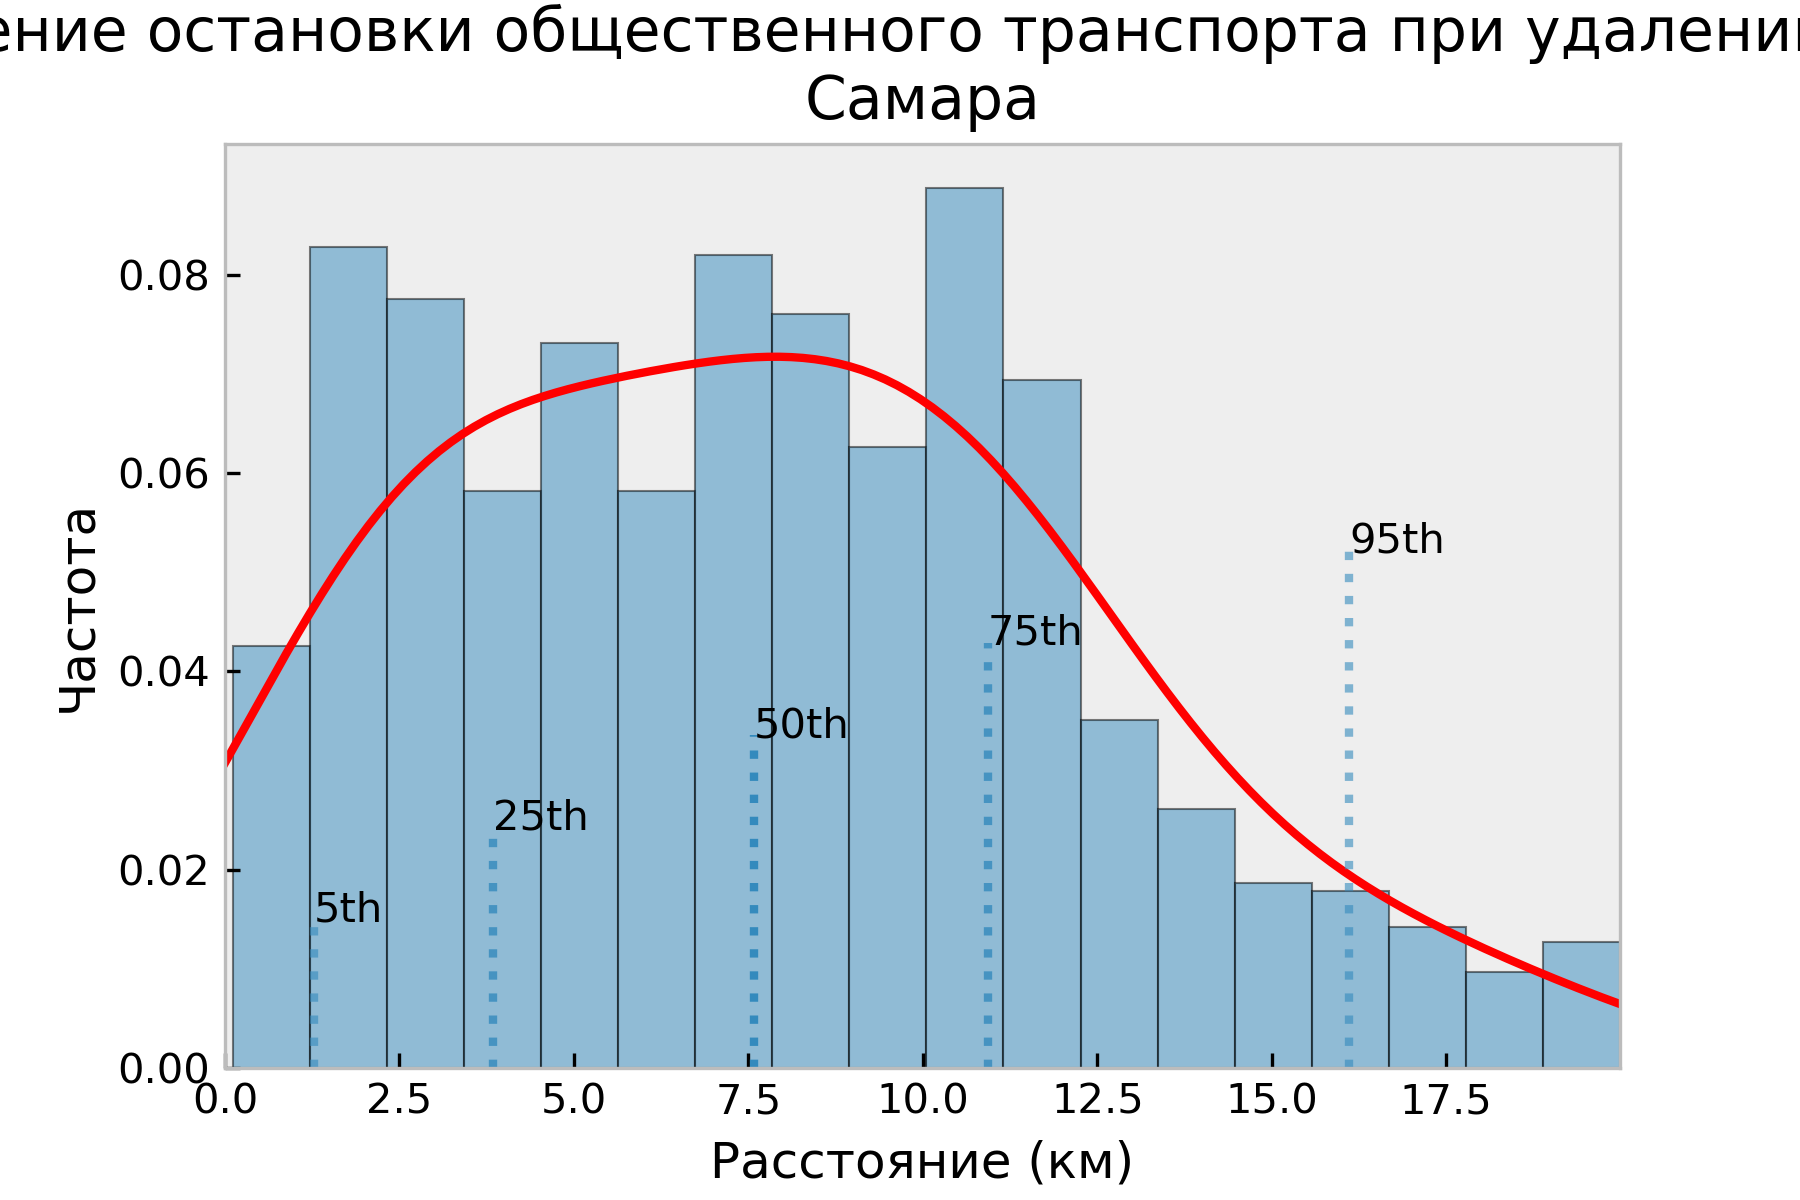 ение остановки общественного транспорта при удалени
Самара
0.08
0.06
0.04
0.02
0.00
Частота
95th
75th
50th
25th
5th
0.0 2.5 5.0 7.5 10.0 12.5 15.0 17.5
Расстояние (км)